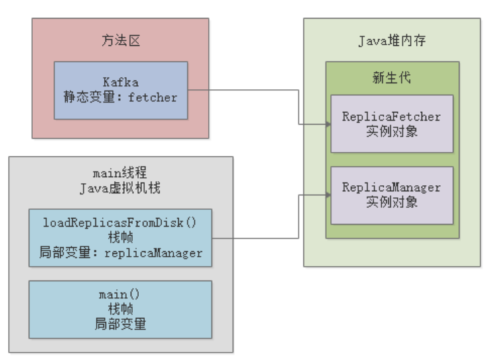 方法区
Kafka
静态变量：fetcher
Java堆内存
新生代
ReplicaFetcher
实例对象
ReplicaManager
实例对象
main线程
Java虚拟机栈
loadReplicasFromDisk()
栈帧
局部变量：replicaManager
main()
栈帧
局部变量